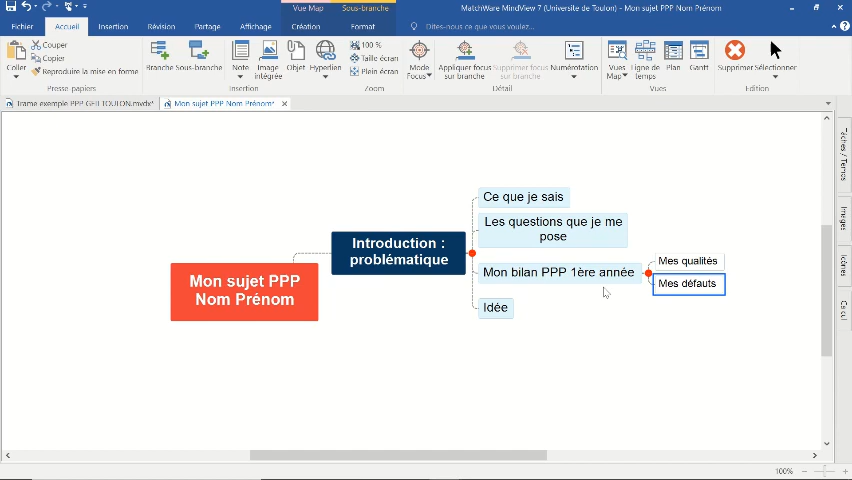 Vue Map
Sous-branche
MatchWare MindView 7 (Universite de Toulon) - Mon sujet PPP Nom Prénom
Fichier
Accueil
Insertion
Révision
Partage
Affichage
Création
Format
Dites-nous ce que vous voulez...
Coller
Couper
Copier
Reproduire la mise en forme
Presse-papiers
Branche
Sous-branche
Note
Image
intégrée
Objet
Hyperlien
Insertion
100 %
Taille écran
Plein écran
Zoom
Mode
Focus
Appliquer focus
sur branche
Supprimer focus
sur branche
Numérotation
Détail
Vues
Map
Ligne de
temps
Plan
Gantt
Vues
Supprimer
Sélectionner
Edition
Trame exemple PPP GEII TOULON.mvdx*
Mon sujet PPP Nom Prénom*
Mon sujet PPP
Nom Prénom
Introduction :
problématique
Ce que je sais
Les questions que je me
pose
Mon bilan PPP 1ère année
Mes qualités
Mes défauts
Idée
Tâches / Temps
Images
Icônes
Calcul
100%